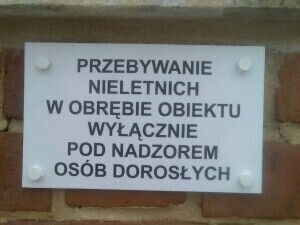 PRZEBYWANIE
NIELETNICH
W OBRĘBIE OBIEKTU
WYŁĄCZNIE
POD NADZOREM
OSÓB DOROSŁYCH